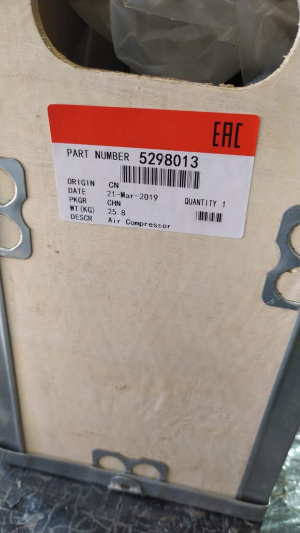 EAC
PART NUMBER 5298013
ORIGIN CN
DATE 21-Mar-2019
PKGR CHN QUANTITY 1
WT(KG) 25.8
DESCR Air Compressor